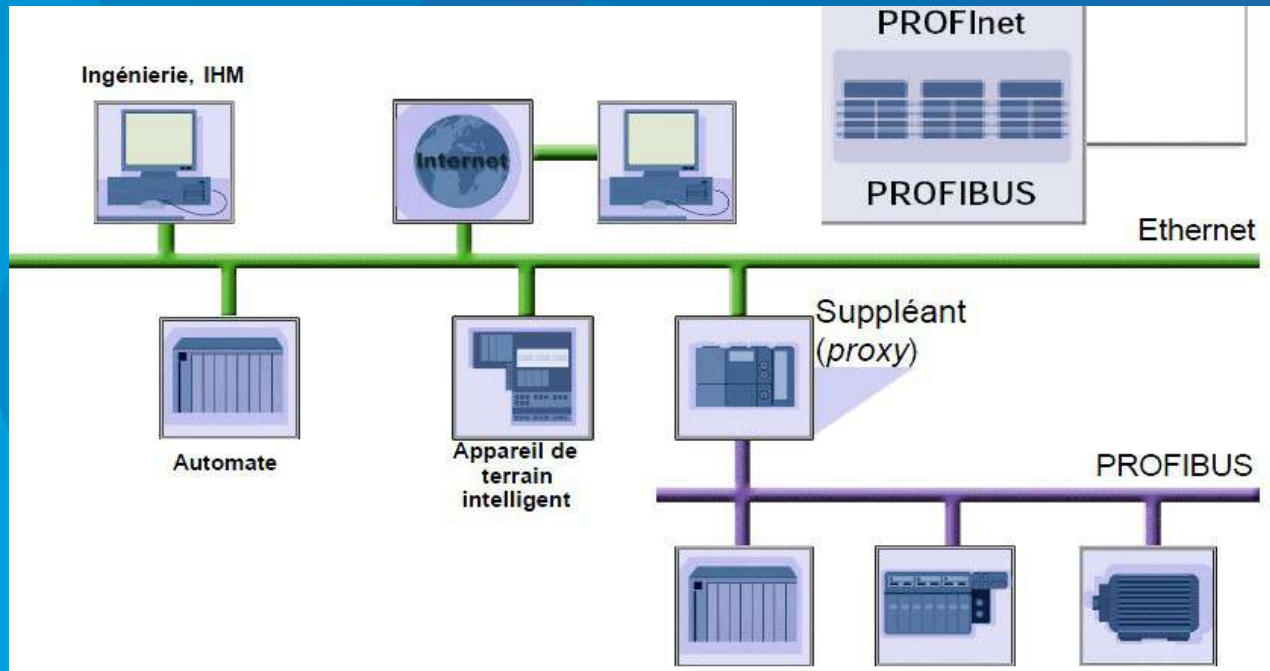 PROFInet
Ingénierie, IHM
Internet
PROFIBUS
Ethernet
Suppléant
(proxy)
Automate
Appareil de
terrain
intelligent
PROFIBUS